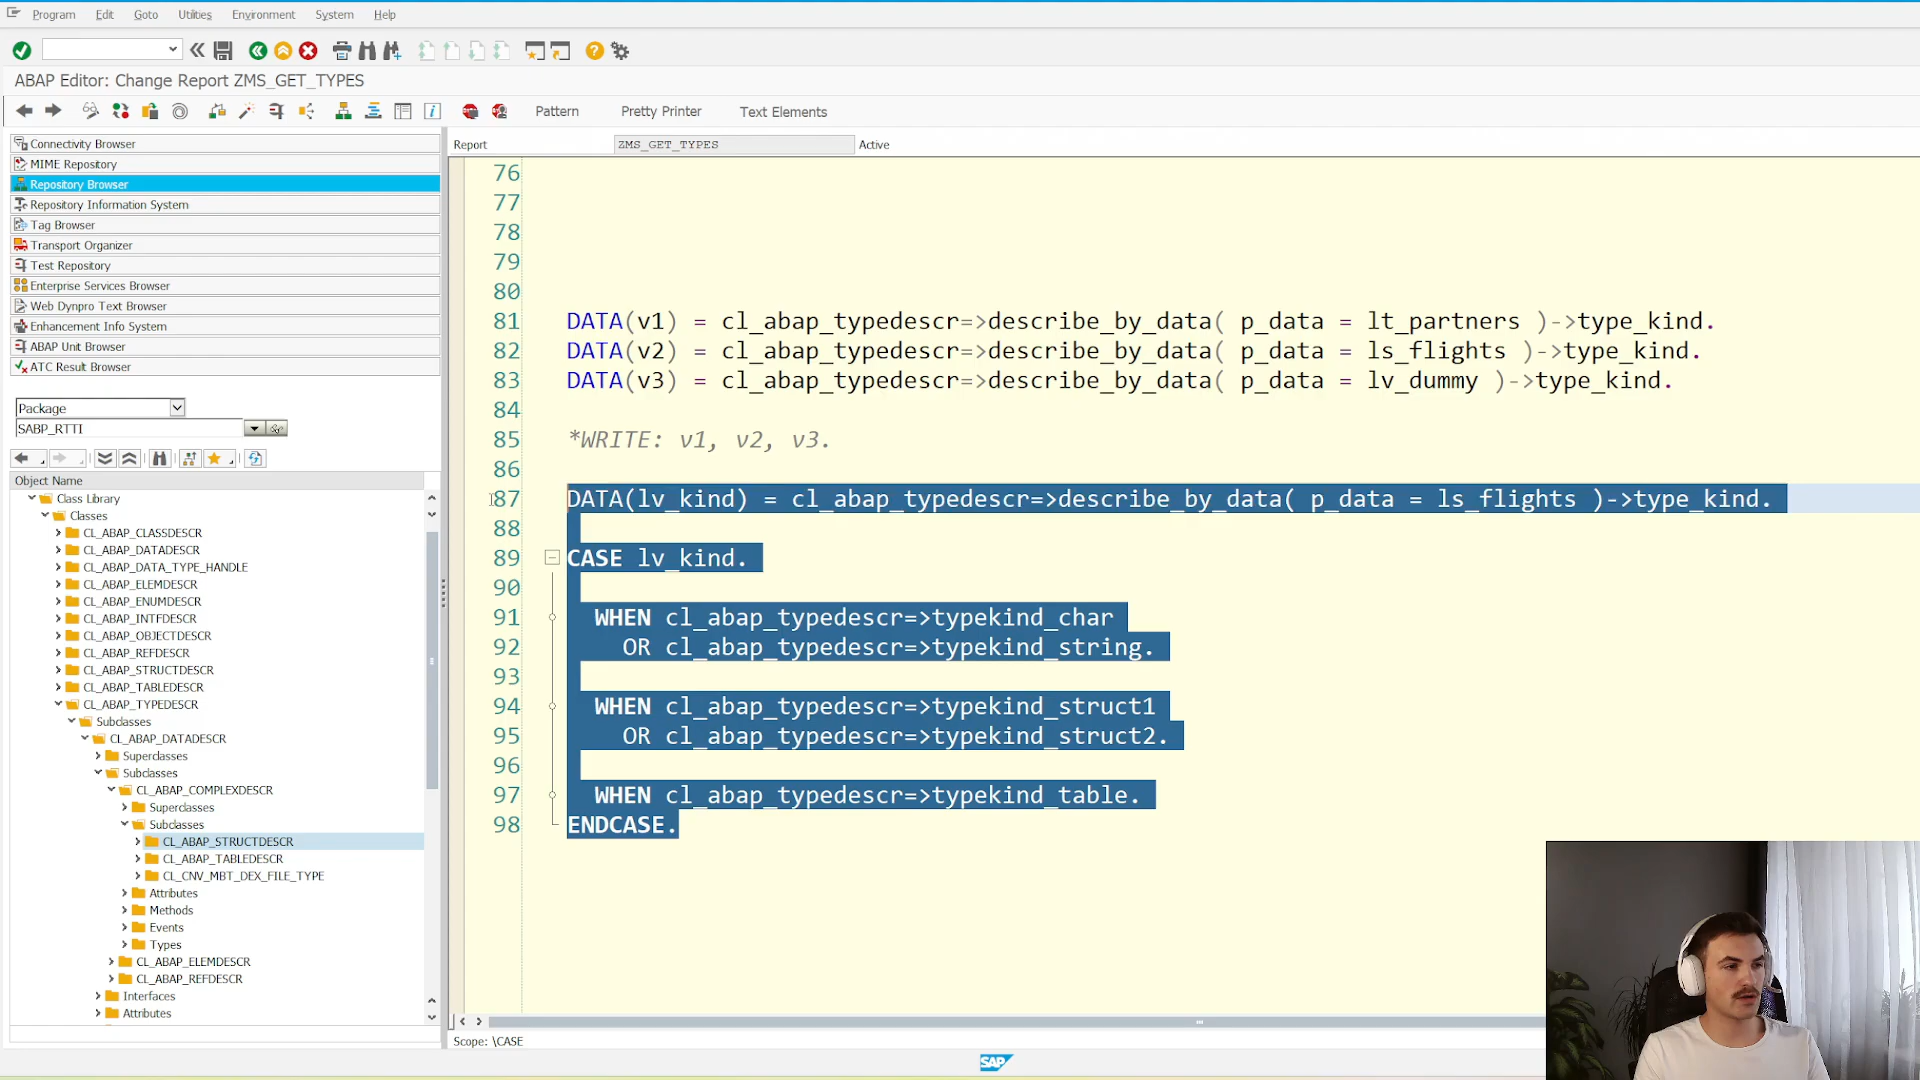 Program Edit Goto Utilities Environment System Help
ABAP Editor: Change Report ZMS_GET_TYPES
Pattern Pretty Printer Text Elements
Connectivity Browser
MIME Repository
Repository Browser
Repository Information System
Tag Browser
Transport Organizer
Test Repository
Enterprise Services Browser
Web Dynpro Text Browser
Enhancement Info System
ABAP Unit Browser
ATC Result Browser
Package
SABP_RTTI
Object Name
Class Library
Classes
CL_ABAP_CLASSDESCR
CL_ABAP_DATADESCR
CL_ABAP_DATA_TYPE_HANDLE
CL_ABAP_ELEMDESCR
CL_ABAP_ENUMDESCR
CL_ABAP_INTFDESCR
CL_ABAP_OBJECTDESCR
CL_ABAP_REFDESCR
CL_ABAP_STRUCTDESCR
CL_ABAP_TABLEDESCR
CL_ABAP_TYPEDESCR
Subclasses
CL_ABAP_DATADESCR
Superclasses
Subclasses
CL_ABAP_COMPLEXDESCR
Superclasses
Subclasses
CL_ABAP_STRUCTDESCR
CL_ABAP_TABLEDESCR
CL_CNV_MBT_DEX_FILE_TYPE
Attributes
Methods
Events
Types
CL_ABAP_ELEMDESCR
CL_ABAP_REFDESCR
Interfaces
Attributes
Report ZMS_GET_TYPES Active
76
77
78
79
80
81 DATA(v1) = cl_abap_typedescr=>describe_by_data( p_data = lt_partners )->type_kind.
82 DATA(v2) = cl_abap_typedescr=>describe_by_data( p_data = ls_flights )->type_kind.
83 DATA(v3) = cl_abap_typedescr=>describe_by_data( p_data = lv_dummy )->type_kind.
84
85 *WRITE: v1, v2, v3.
86
87 DATA(lv_kind) = cl_abap_typedescr=>describe_by_data( p_data = ls_flights )->type_kind.
88
89 CASE lv_kind.
90
91 WHEN cl_abap_typedescr=>typekind_char
92 OR cl_abap_typedescr=>typekind_string.
93
94 WHEN cl_abap_typedescr=>typekind_struct1
95 OR cl_abap_typedescr=>typekind_struct2.
96
97 WHEN cl_abap_typedescr=>typekind_table.
98 ENDCASE.
Scope: \CASE
SAP